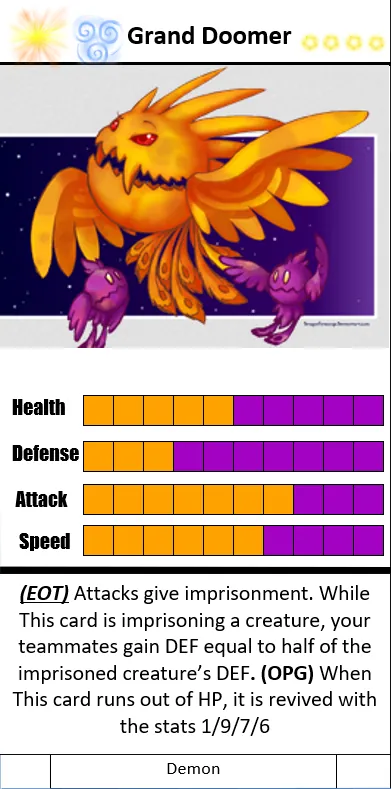 Grand Doomer
Health
Defense
Attack
Speed
(EOT) Attacks give imprisonment. While
This card is imprisoning a creature, your
teammates gain DEF equal to half of the
imprisoned creature’s DEF. (OPG) When
This card runs out of HP, it is revived with
the stats 1/9/7/6
Demon